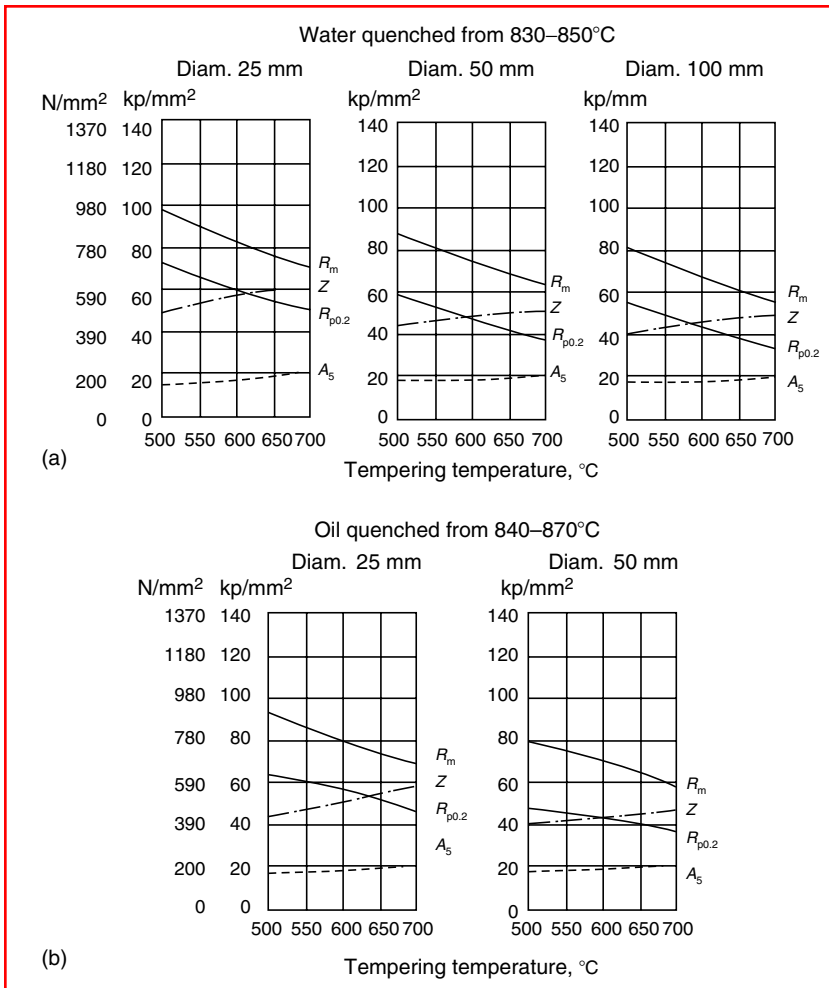 Water quenched from 830–850°C
Diam. 25 mm Diam. 50 mm Diam. 100 mm
N/mm² kp/mm² kp/mm² kp/mm
1370 140 140 140
1180 120 120 120
980 100 100 100
780 80 80 80
590 60 60 60
390 40 40 40
200 20 20 20
0 0 0 0
Rm Z Rp0.2 A5
Rm Z Rp0.2 A5
Rm Z Rp0.2 A5
500 550 600 650 700 500 550 600 650 700 500 550 600 650 700
(a)
Tempering temperature, °C
Oil quenched from 840–870°C
Diam. 25 mm Diam. 50 mm
N/mm² kp/mm² kp/mm²
1370 140 140
1180 120 120
980 100 100
780 80 80
590 60 60
390 40 40
200 20 20
0 0 0
Rm Z Rp0.2 A5
Rm Z Rp0.2 A5
500 550 600 650 700 500 550 600 650 700
(b)
Tempering temperature, °C